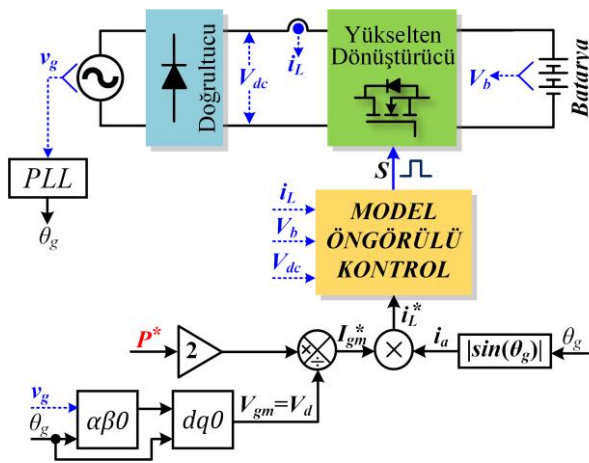 v_g
Doğrultucu
V_dc
i_L
Yükselten
Dönüştürücü
V_b
Batarya
PLL
θ_g
S
i_L
V_b
V_dc
MODEL
ÖNGÖRÜLÜ
KONTROL
i_L^*
P^*
2
× ÷
I_gm^*
×
i_a
|sin(θ_g)|
θ_g
v_g
θ_g
αβ0
dq0
V_gm=V_d